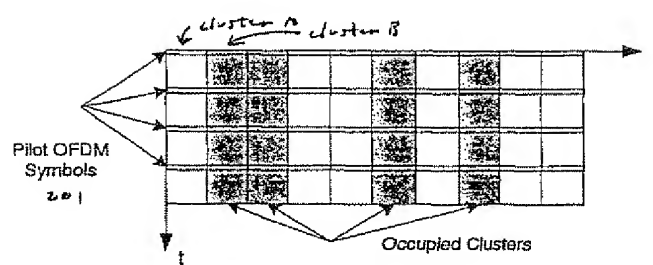 cluster A
cluster B
Pilot OFDM
Symbols
201
Occupied Clusters
t